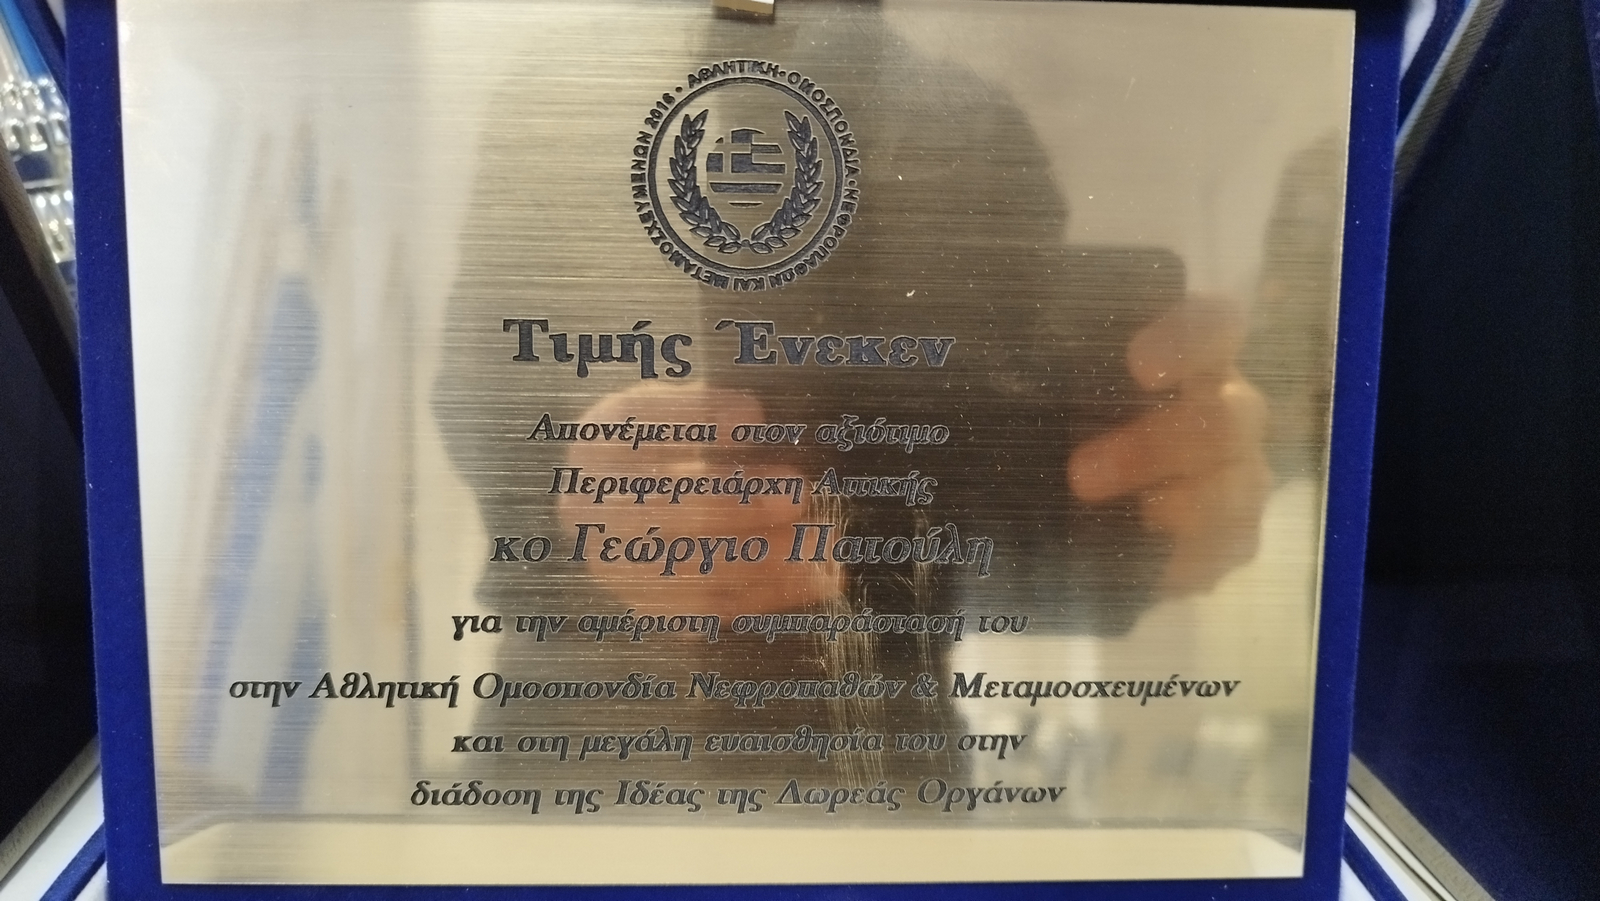 ΑΘΛΗΤΙΚΗ • ΟΜΟΣΠΟΝΔΙΑ • ΝΕΦΡΟΠΑΘΩΝ ΚΑΙ ΜΕΤΑΜΟΣΧΕΥΜΕΝΩΝ 2016 •
Τιμής Ένεκεν
Απονέμεται στον αξιότιμο
Περιφερειάρχη Αττικής
κο Γεώργιο Πατούλη
για την αμέριστη συμπαράστασή του
στην Αθλητική Ομοσπονδία Νεφροπαθών & Μεταμοσχευμένων
και στη μεγάλη ευαισθησία του στην
διάδοση της Ιδέας της Δωρεάς Οργάνων